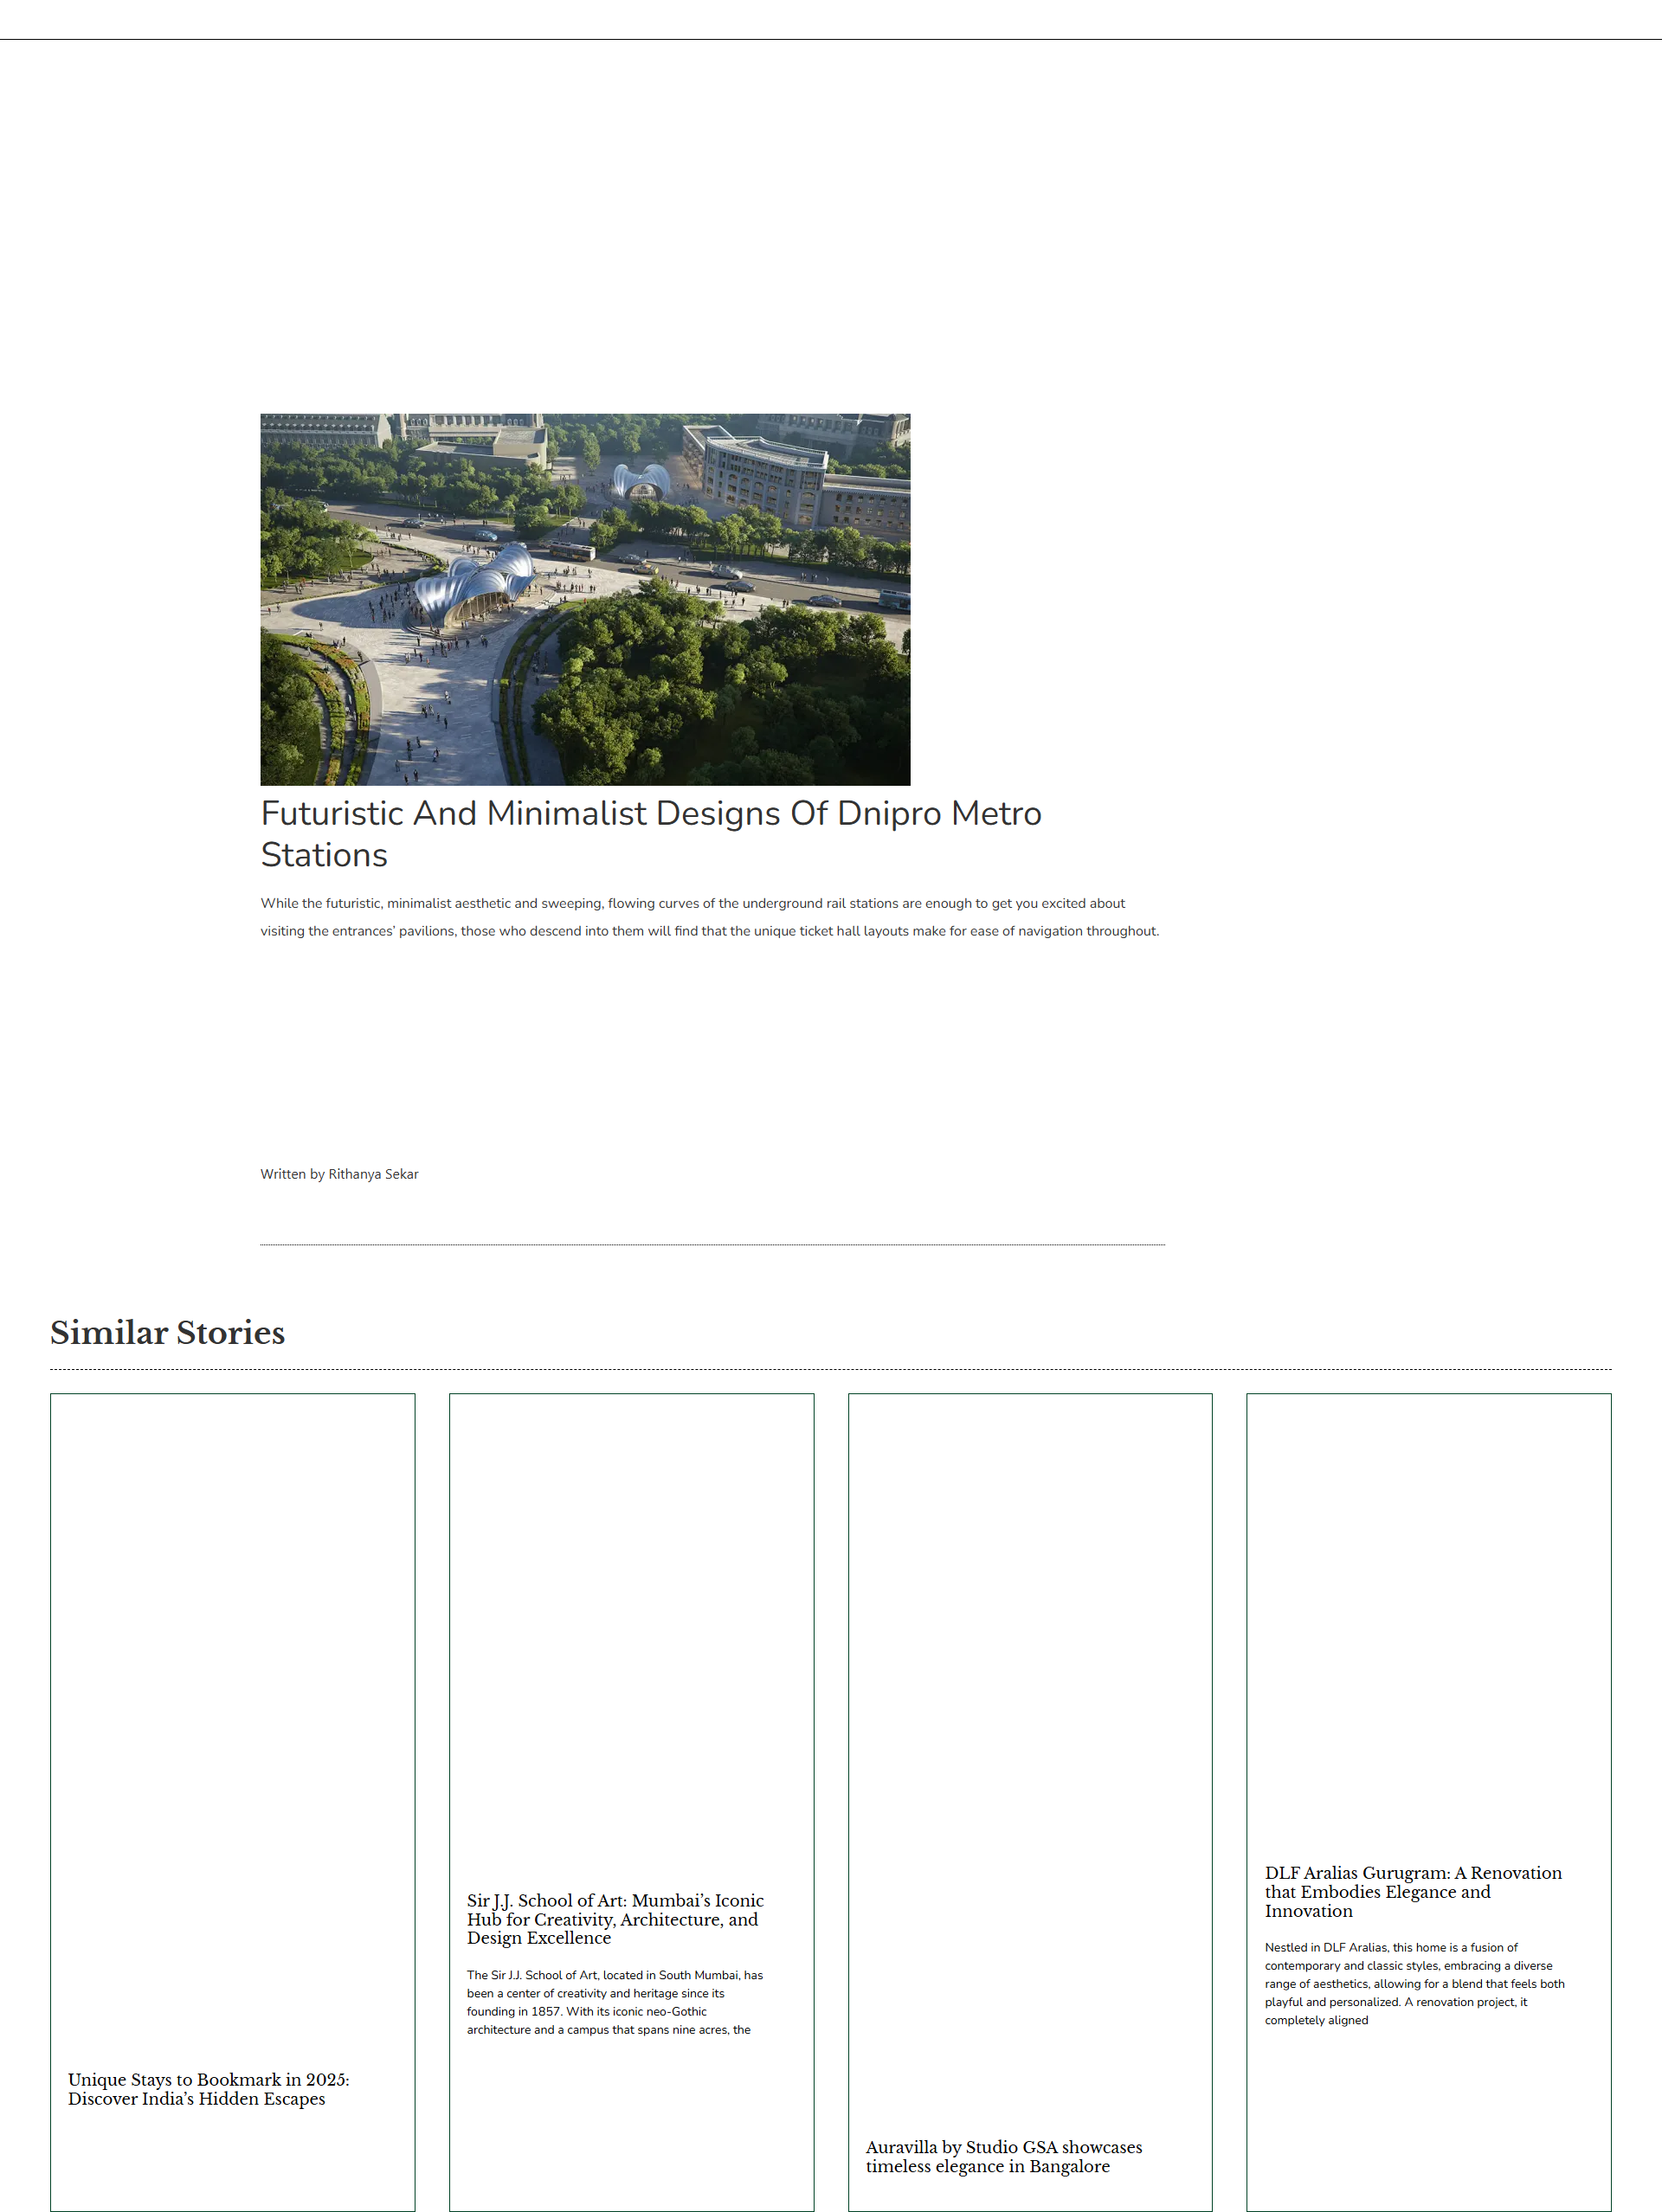 Futuristic And Minimalist Designs Of Dnipro Metro
Stations
While the futuristic, minimalist aesthetic and sweeping, flowing curves of the underground rail stations are enough to get you excited about
visiting the entrances’ pavilions, those who descend into them will find that the unique ticket hall layouts make for ease of navigation throughout.
Written by Rithanya Sekar
Similar Stories
Unique Stays to Bookmark in 2025:
Discover India’s Hidden Escapes
Sir J.J. School of Art: Mumbai’s Iconic
Hub for Creativity, Architecture, and
Design Excellence
The Sir J.J. School of Art, located in South Mumbai, has
been a center of creativity and heritage since its
founding in 1857. With its iconic neo-Gothic
architecture and a campus that spans nine acres, the
Auravilla by Studio GSA showcases
timeless elegance in Bangalore
DLF Aralias Gurugram: A Renovation
that Embodies Elegance and
Innovation
Nestled in DLF Aralias, this home is a fusion of
contemporary and classic styles, embracing a diverse
range of aesthetics, allowing for a blend that feels both
playful and personalized. A renovation project, it
completely aligned